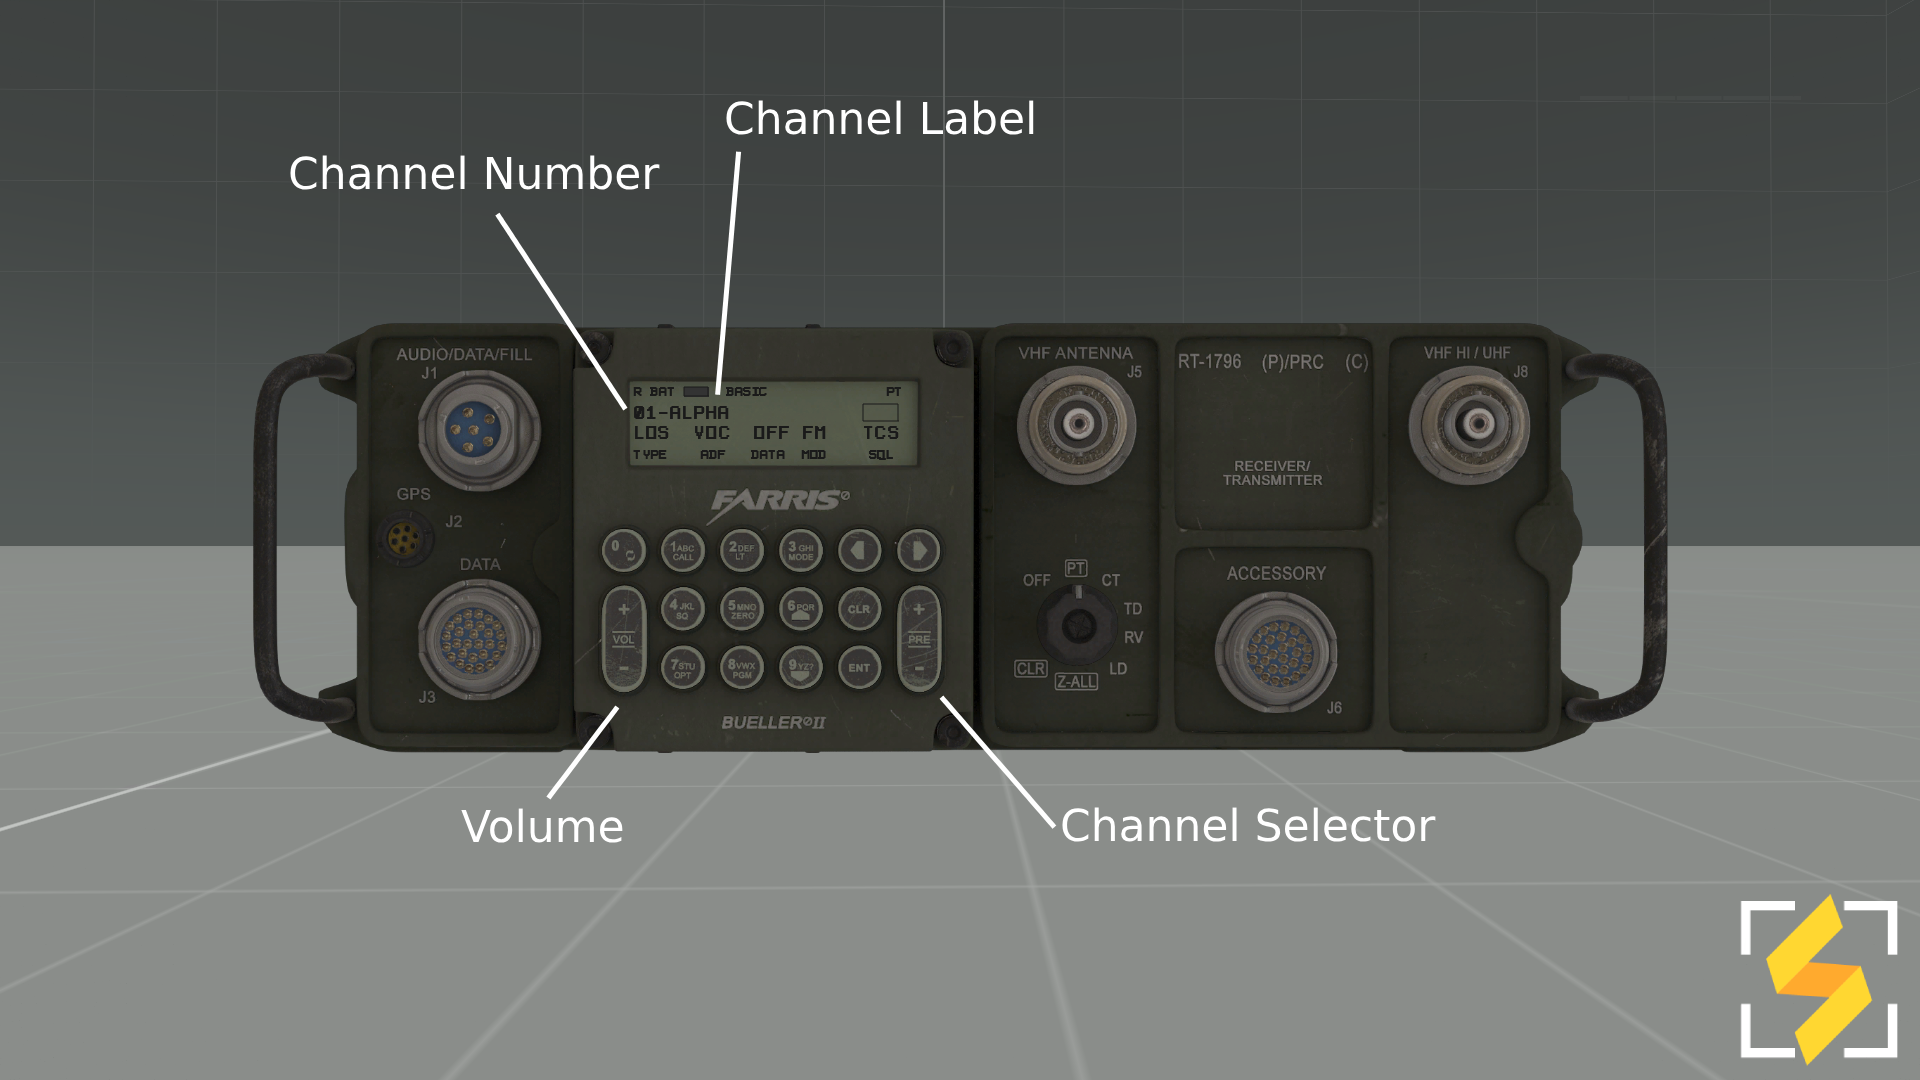 Channel Label
Channel Number
AUDIO/DATA/FILL
J1
GPS
J2
DATA
J3
R BAT BASIC PT
01-ALPHA
LOS VOC OFF FM TCS
TYPE ADF DATA MOD SQL
FARRIS
0
1 ABC CALL
2 DEF LT
3 GHI MODE
+ VOL -
4 JKL SQ
5 MNO ZERO
6 PQR
CLR
+ PRE -
7 STU OPT
8 VWX PGM
9 YZ?
ENT
BUELLER II
VHF ANTENNA
J5
OFF
PT
CT
TD
RV
LD
Z-ALL
CLR
RT-1796 (P)/PRC (C)
RECEIVER/
TRANSMITTER
ACCESSORY
J6
VHF HI / UHF
J8
Volume
Channel Selector